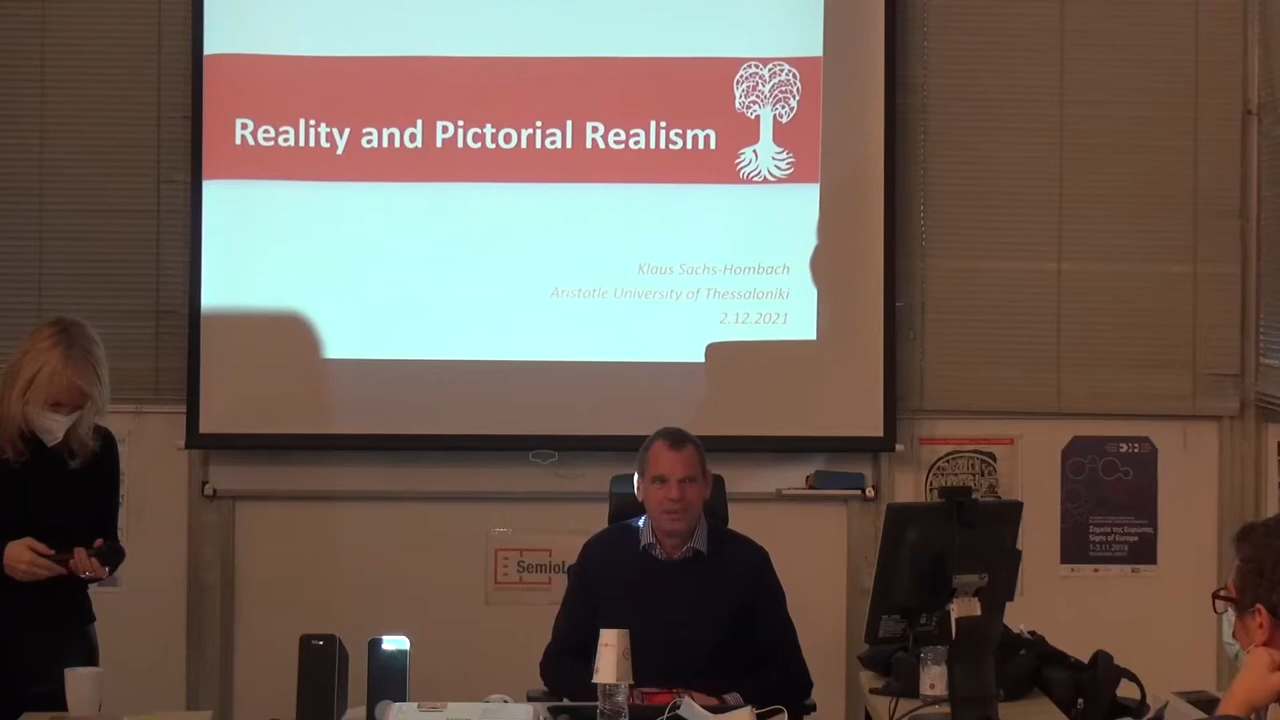 Reality and Pictorial Realism
Klaus Sachs-Hombach
Aristotle University of Thessaloniki
2.12.2021
SemioL
Σημεία της Ευρώπης
Signs of Europe
1-3.11.2018